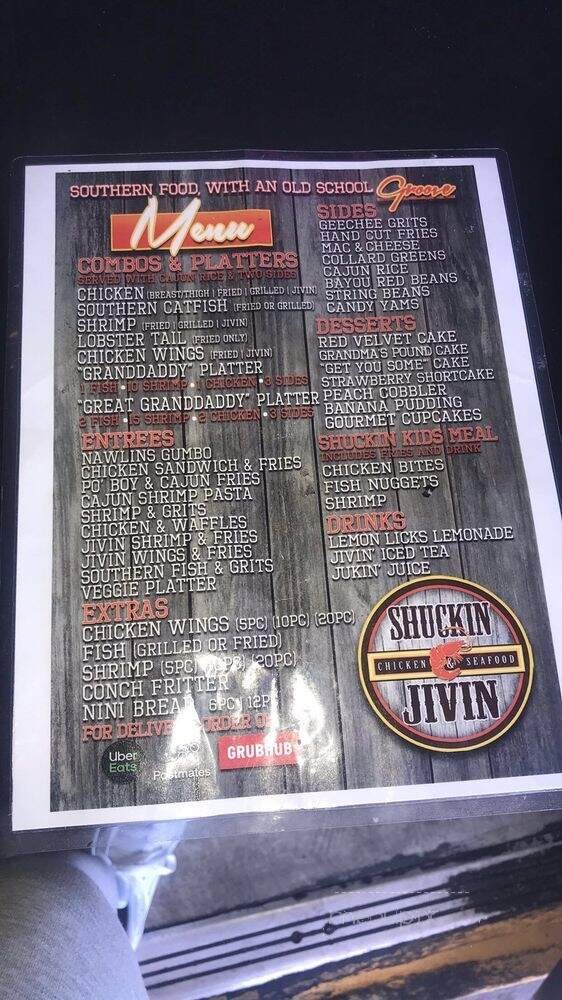 SOUTHERN FOOD, WITH AN OLD SCHOOL Groove
Menu
COMBOS & PLATTERS
SERVED WITH CAJUN RICE & TWO SIDES
CHICKEN (BREAST/THIGH | FRIED | GRILLED | JIVIN)
SOUTHERN CATFISH (FRIED OR GRILLED)
SHRIMP (FRIED | GRILLED | JIVIN)
LOBSTER TAIL (FRIED ONLY)
CHICKEN WINGS (FRIED | JIVIN)
"GRANDDADDY" PLATTER
1 FISH • 10 SHRIMP • 1 CHICKEN • 3 SIDES
"GREAT GRANDDADDY" PLATTER
2 FISH • 15 SHRIMP • 2 CHICKEN • 3 SIDES
ENTREES
NAWLINS GUMBO
CHICKEN SANDWICH & FRIES
PO' BOY & CAJUN FRIES
CAJUN SHRIMP PASTA
SHRIMP & GRITS
CHICKEN & WAFFLES
JIVIN SHRIMP & FRIES
JIVIN WINGS & FRIES
SOUTHERN FISH & GRITS
VEGGIE PLATTER
EXTRAS
CHICKEN WINGS (5PC) (10PC) (20PC)
FISH (GRILLED OR FRIED)
SHRIMP (5PC) (20PC)
CONCH FRITTER
NINI BREAD 6PC | 12PC
FOR DELIVERY ORDER ON
Uber
Eats
Postmates
GRUBHUB
SIDES
GEECHEE GRITS
HAND CUT FRIES
MAC & CHEESE
COLLARD GREENS
CAJUN RICE
BAYOU RED BEANS
STRING BEANS
CANDY YAMS
DESSERTS
RED VELVET CAKE
GRANDMA'S POUND CAKE
"GET YOU SOME" CAKE
STRAWBERRY SHORTCAKE
PEACH COBBLER
BANANA PUDDING
GOURMET CUPCAKES
SHUCKIN KIDS MEAL
INCLUDES FRIES AND DRINK
CHICKEN BITES
FISH NUGGETS
SHRIMP
DRINKS
LEMON LICKS LEMONADE
JIVIN' ICED TEA
JUKIN' JUICE
SHUCKIN
CHICKEN & SEAFOOD
JIVIN